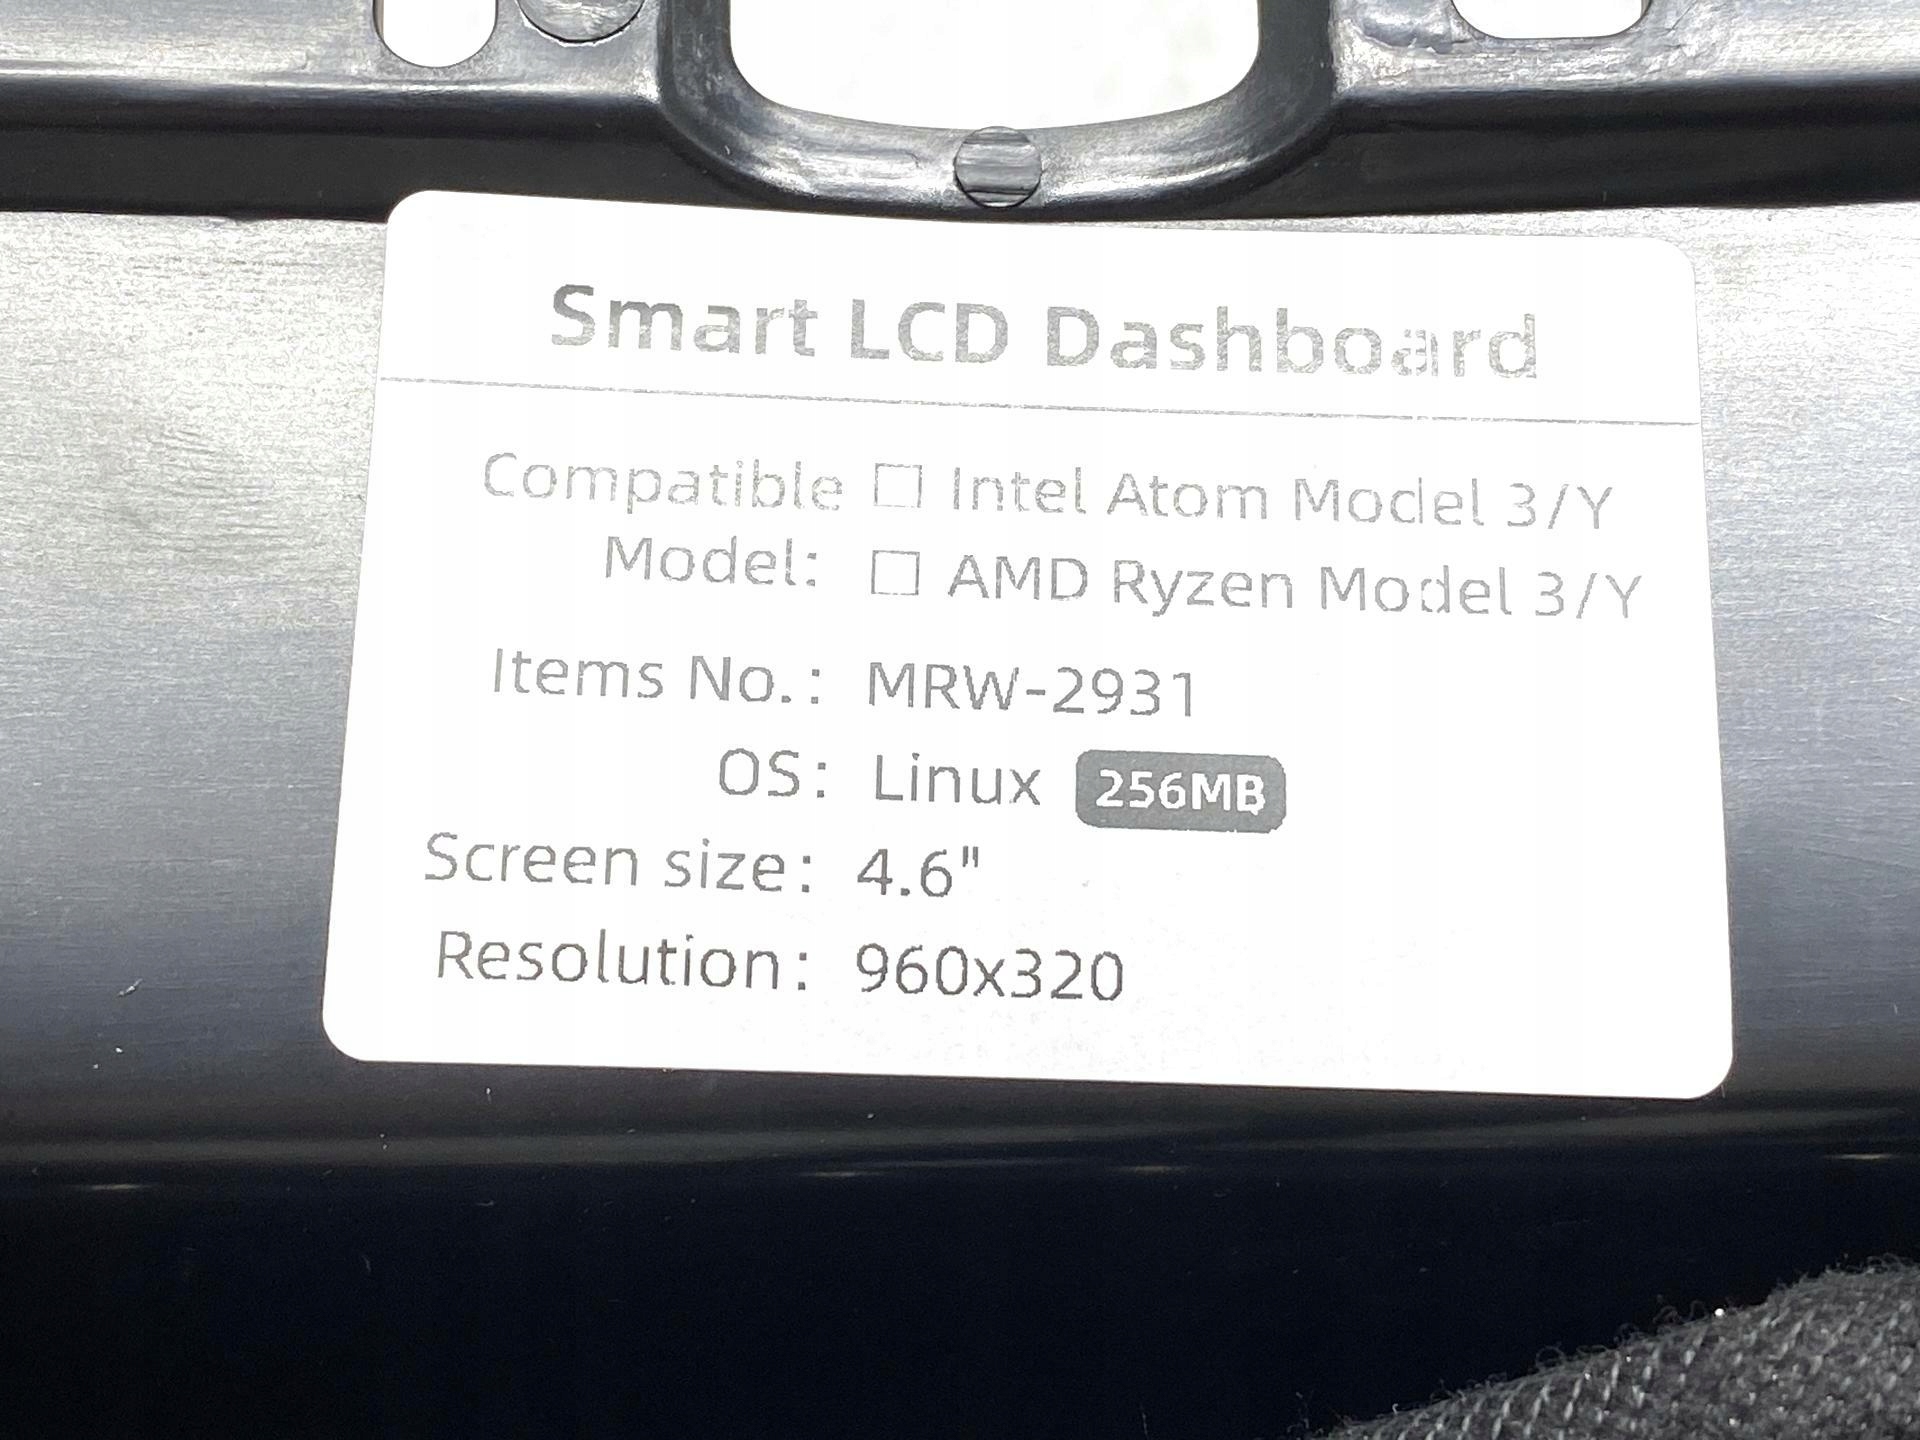 Smart LCD Dashboard
Compatible □ Intel Atom Model 3/Y
Model: □ AMD Ryzen Model 3/Y
Items No.: MRW-2931
OS: Linux 256MB
Screen size: 4.6"
Resolution: 960x320